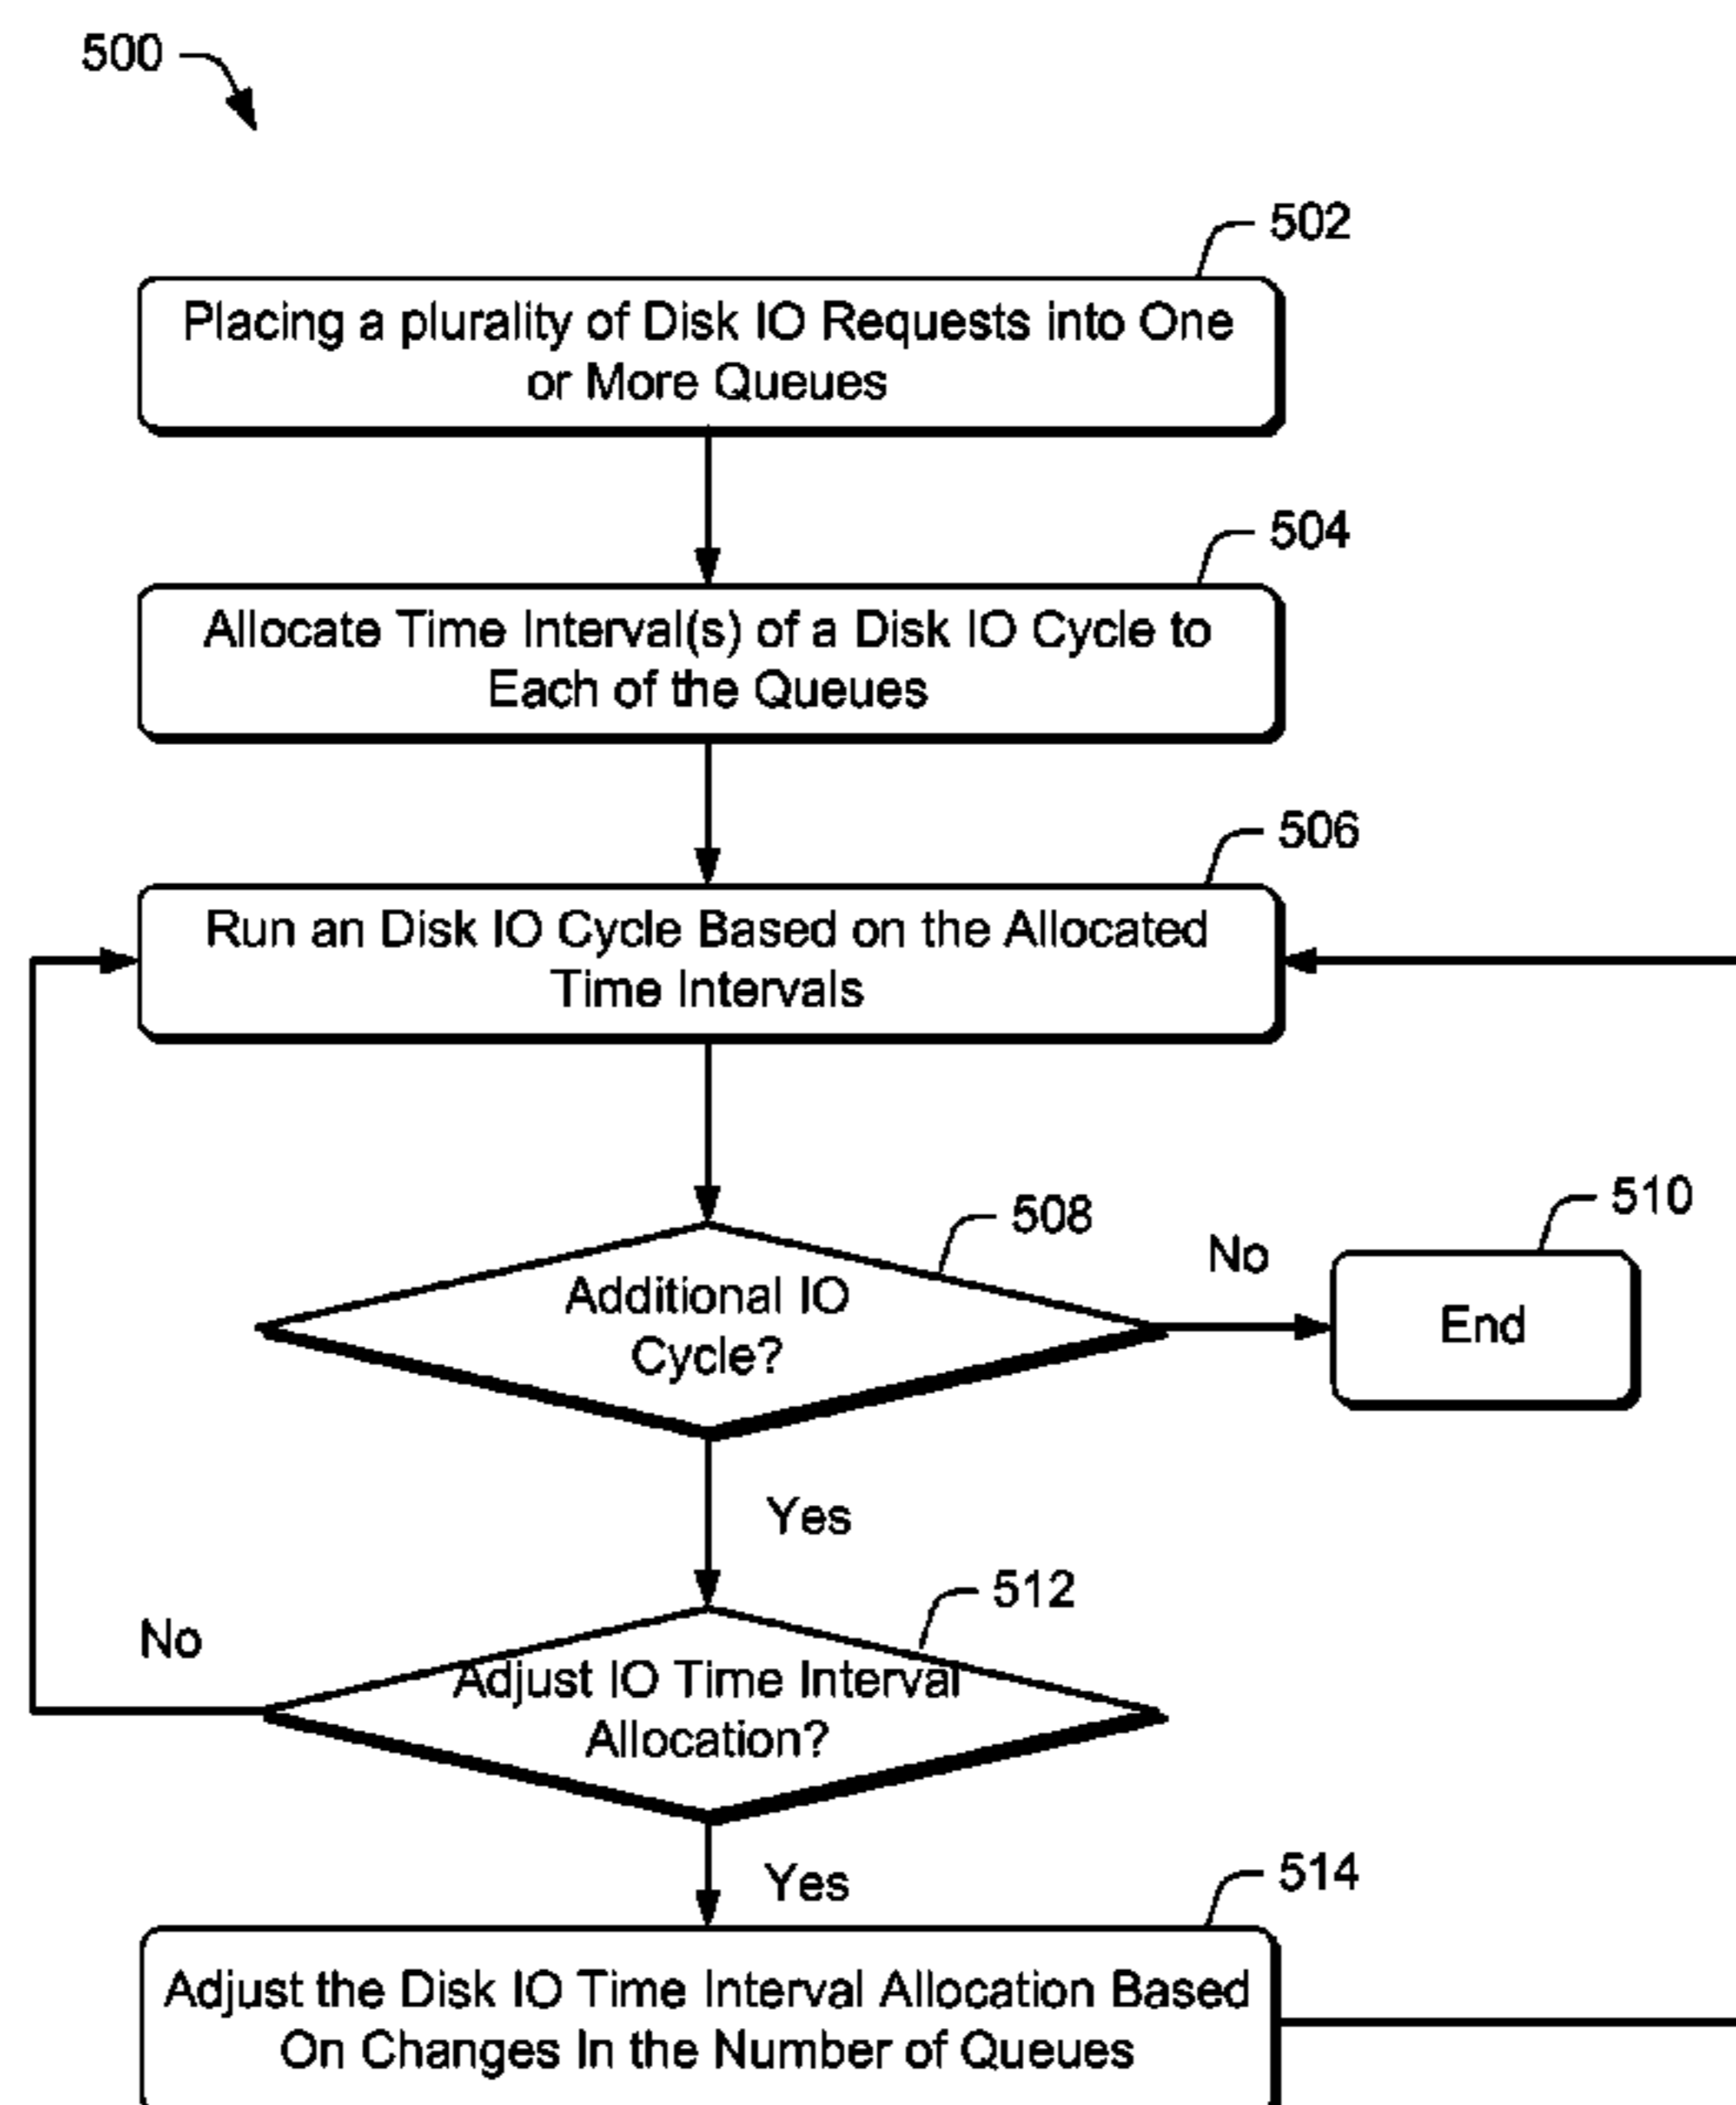 500
502
Placing a plurality of Disk IO Requests into One
or More Queues
504
Allocate Time Interval(s) of a Disk IO Cycle to
Each of the Queues
506
Run an Disk IO Cycle Based on the Allocated
Time Intervals
508
Additional IO
Cycle?
No
510
End
Yes
512
Adjust IO Time Interval
Allocation?
No
Yes
514
Adjust the Disk IO Time Interval Allocation Based
On Changes In the Number of Queues